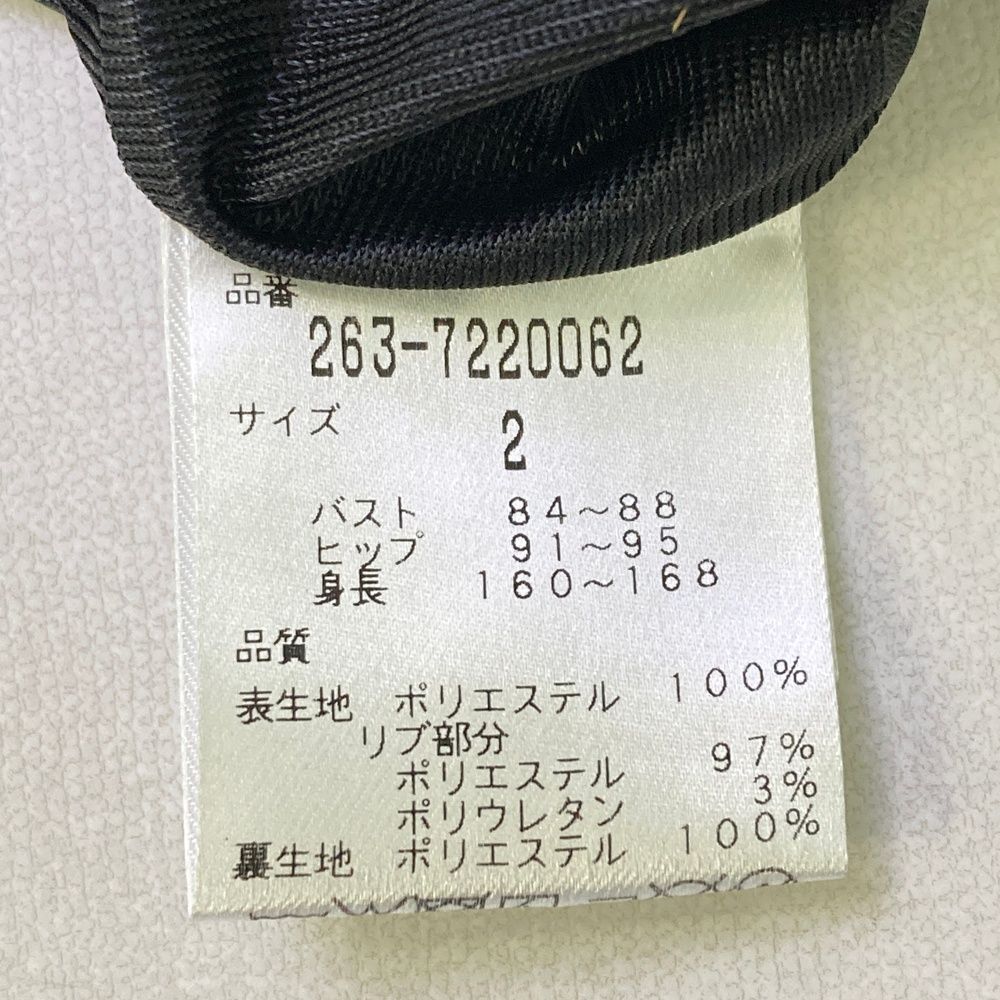 品番
263-7220062
サイズ 2
バスト 84~88
ヒップ 91~95
身長 160~168
品質
表生地 ポリエステル 100%
リブ部分
ポリエステル 97%
ポリウレタン 3%
裏生地 ポリエステル 100%